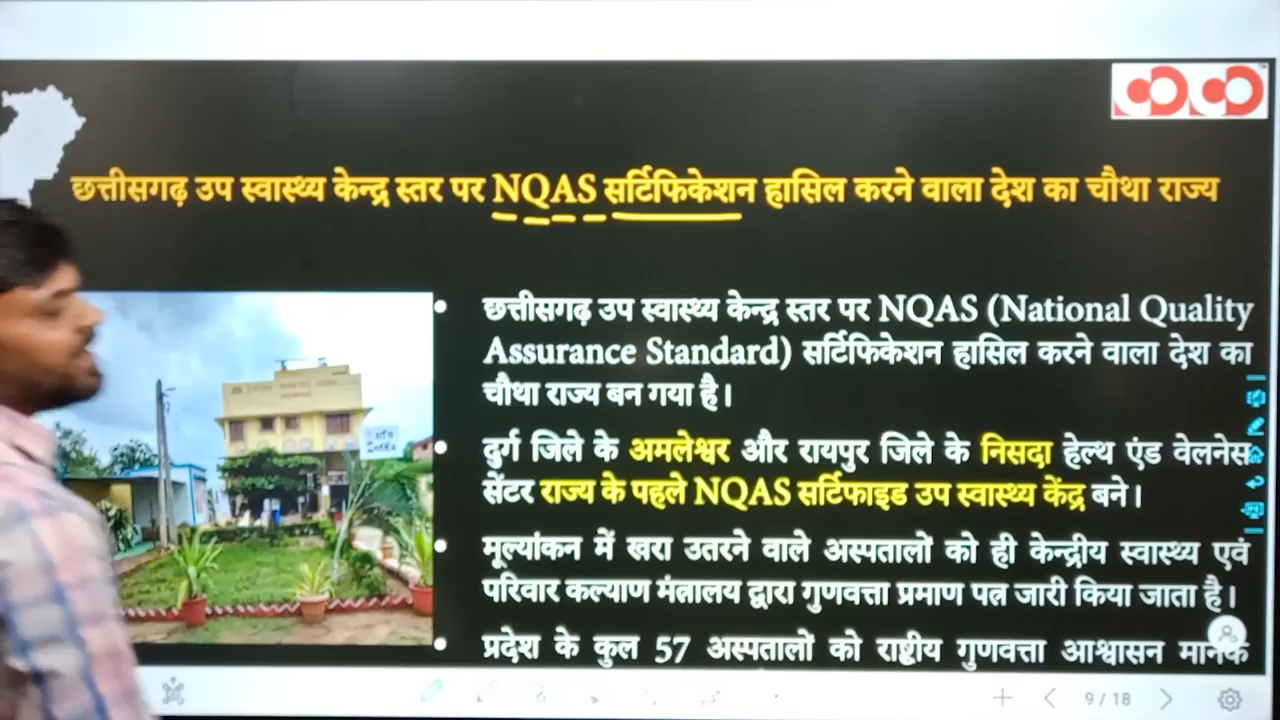 छत्तीसगढ़ उप स्वास्थ्य केन्द्र स्तर पर NQAS सर्टिफिकेशन हासिल करने वाला देश का चौथा राज्य
छत्तीसगढ़ उप स्वास्थ्य केन्द्र स्तर पर NQAS (National Quality
Assurance Standard) सर्टिफिकेशन हासिल करने वाला देश का
चौथा राज्य बन गया है।
दुर्ग जिले के अमलेश्वर और रायपुर जिले के निसदा हेल्थ एंड वेलनेस
सेंटर राज्य के पहले NQAS सर्टिफाइड उप स्वास्थ्य केंद्र बने।
मूल्यांकन में खरा उतरने वाले अस्पतालों को ही केन्द्रीय स्वास्थ्य एवं
परिवार कल्याण मंत्रालय द्वारा गुणवत्ता प्रमाण पत्र जारी किया जाता है।
प्रदेश के कुल 57 अस्पतालों को राष्ट्रीय गुणवत्ता आश्वासन मानक
9 / 18